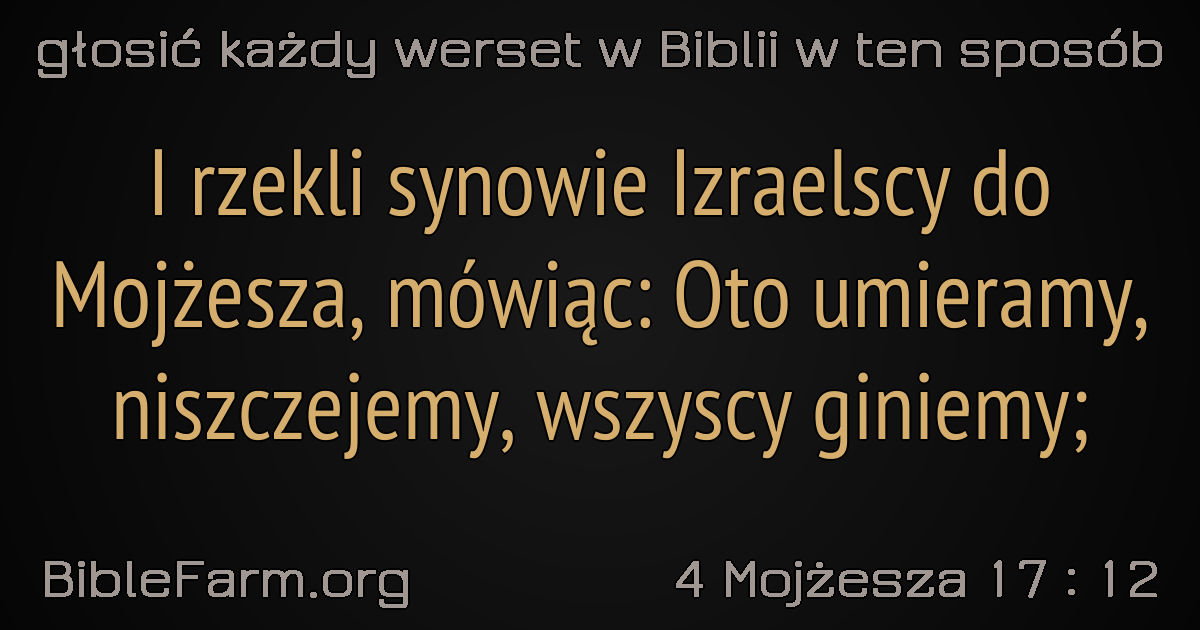 głosić każdy werset w Biblii w ten sposób
I rzekli synowie Izraelscy do
Mojżesza, mówiąc: Oto umieramy,
niszczejemy, wszyscy giniemy;
BibleFarm.org
4 Mojżesza 17 : 12